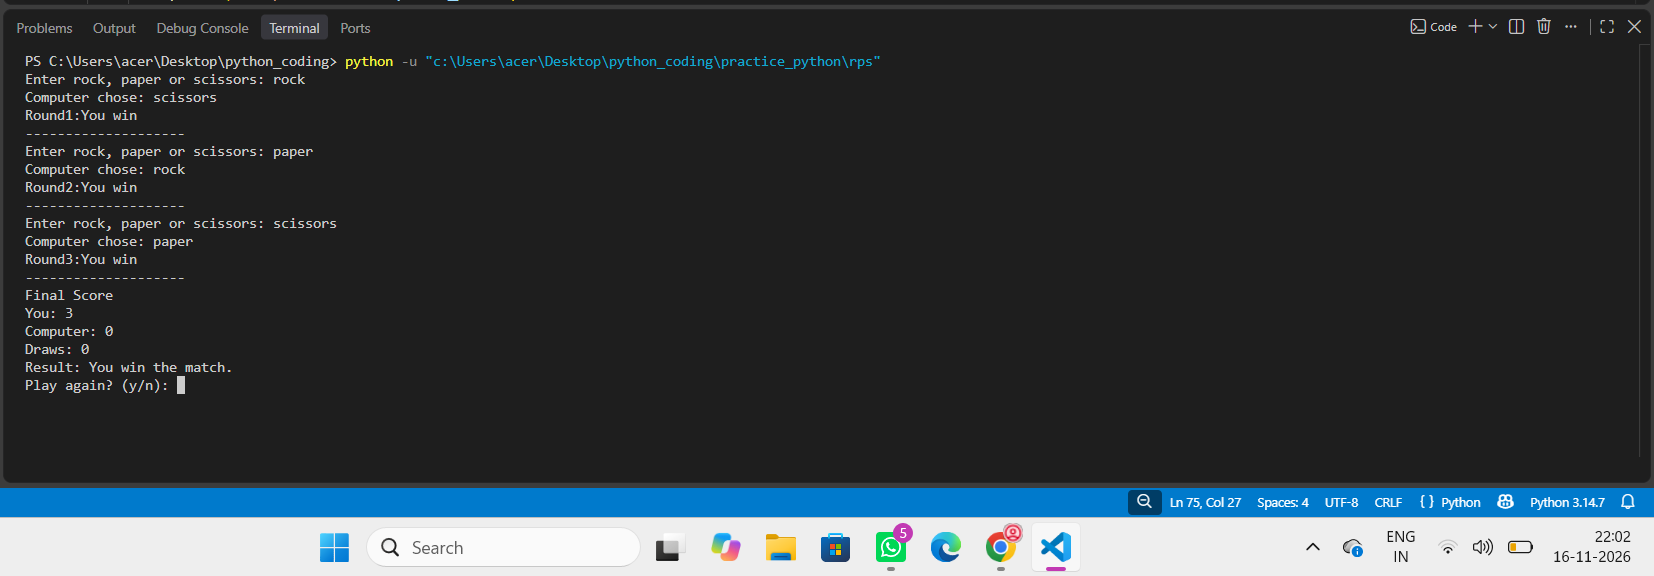 Problems Output Debug Console Terminal Ports Code
PS C:\Users\acer\Desktop\python_coding> python -u "c:\Users\acer\Desktop\python_coding\practice_python\rps"
Enter rock, paper or scissors: rock
Computer chose: scissors
Round1:You win
--------------------
Enter rock, paper or scissors: paper
Computer chose: rock
Round2:You win
--------------------
Enter rock, paper or scissors: scissors
Computer chose: paper
Round3:You win
--------------------
Final Score
You: 3
Computer: 0
Draws: 0
Result: You win the match.
Play again? (y/n):
Ln 75, Col 27 Spaces: 4 UTF-8 CRLF {} Python Python 3.14.7
Search 5 ENG 22:02
IN 16-11-2026